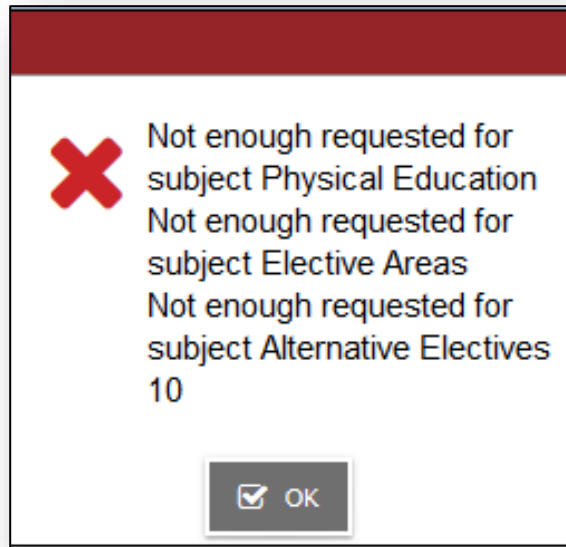 Not enough requested for
subject Physical Education
Not enough requested for
subject Elective Areas
Not enough requested for
subject Alternative Electives
10
OK